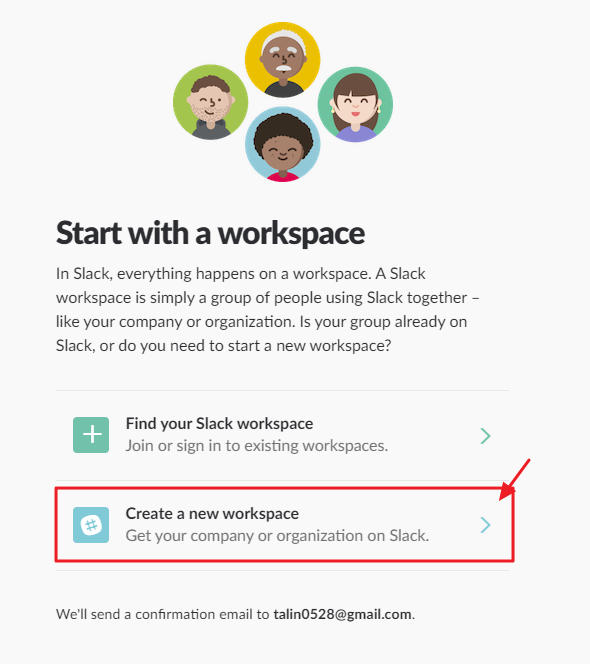 Start with a workspace
In Slack, everything happens on a workspace. A Slack
workspace is simply a group of people using Slack together –
like your company or organization. Is your group already on
Slack, or do you need to start a new workspace?
Find your Slack workspace
Join or sign in to existing workspaces.
Create a new workspace
Get your company or organization on Slack.
We'll send a confirmation email to talin0528@gmail.com.